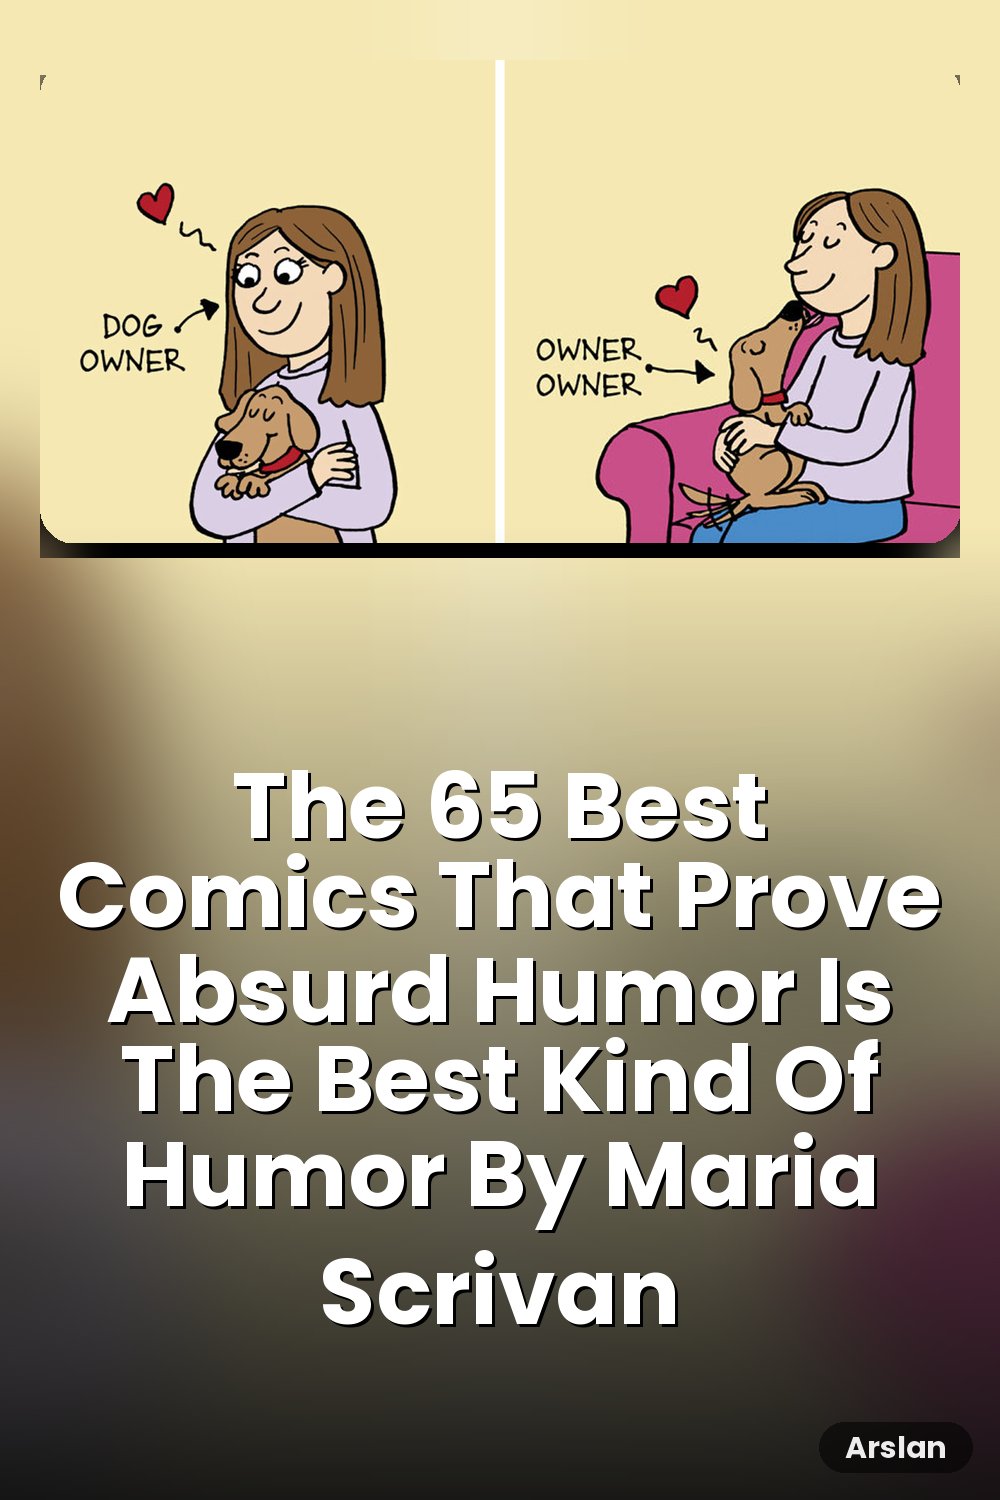 DOG
OWNER
OWNER
OWNER
The 65 Best
Comics That Prove
Absurd Humor Is
The Best Kind Of
Humor By Maria
Scrivan
Arslan